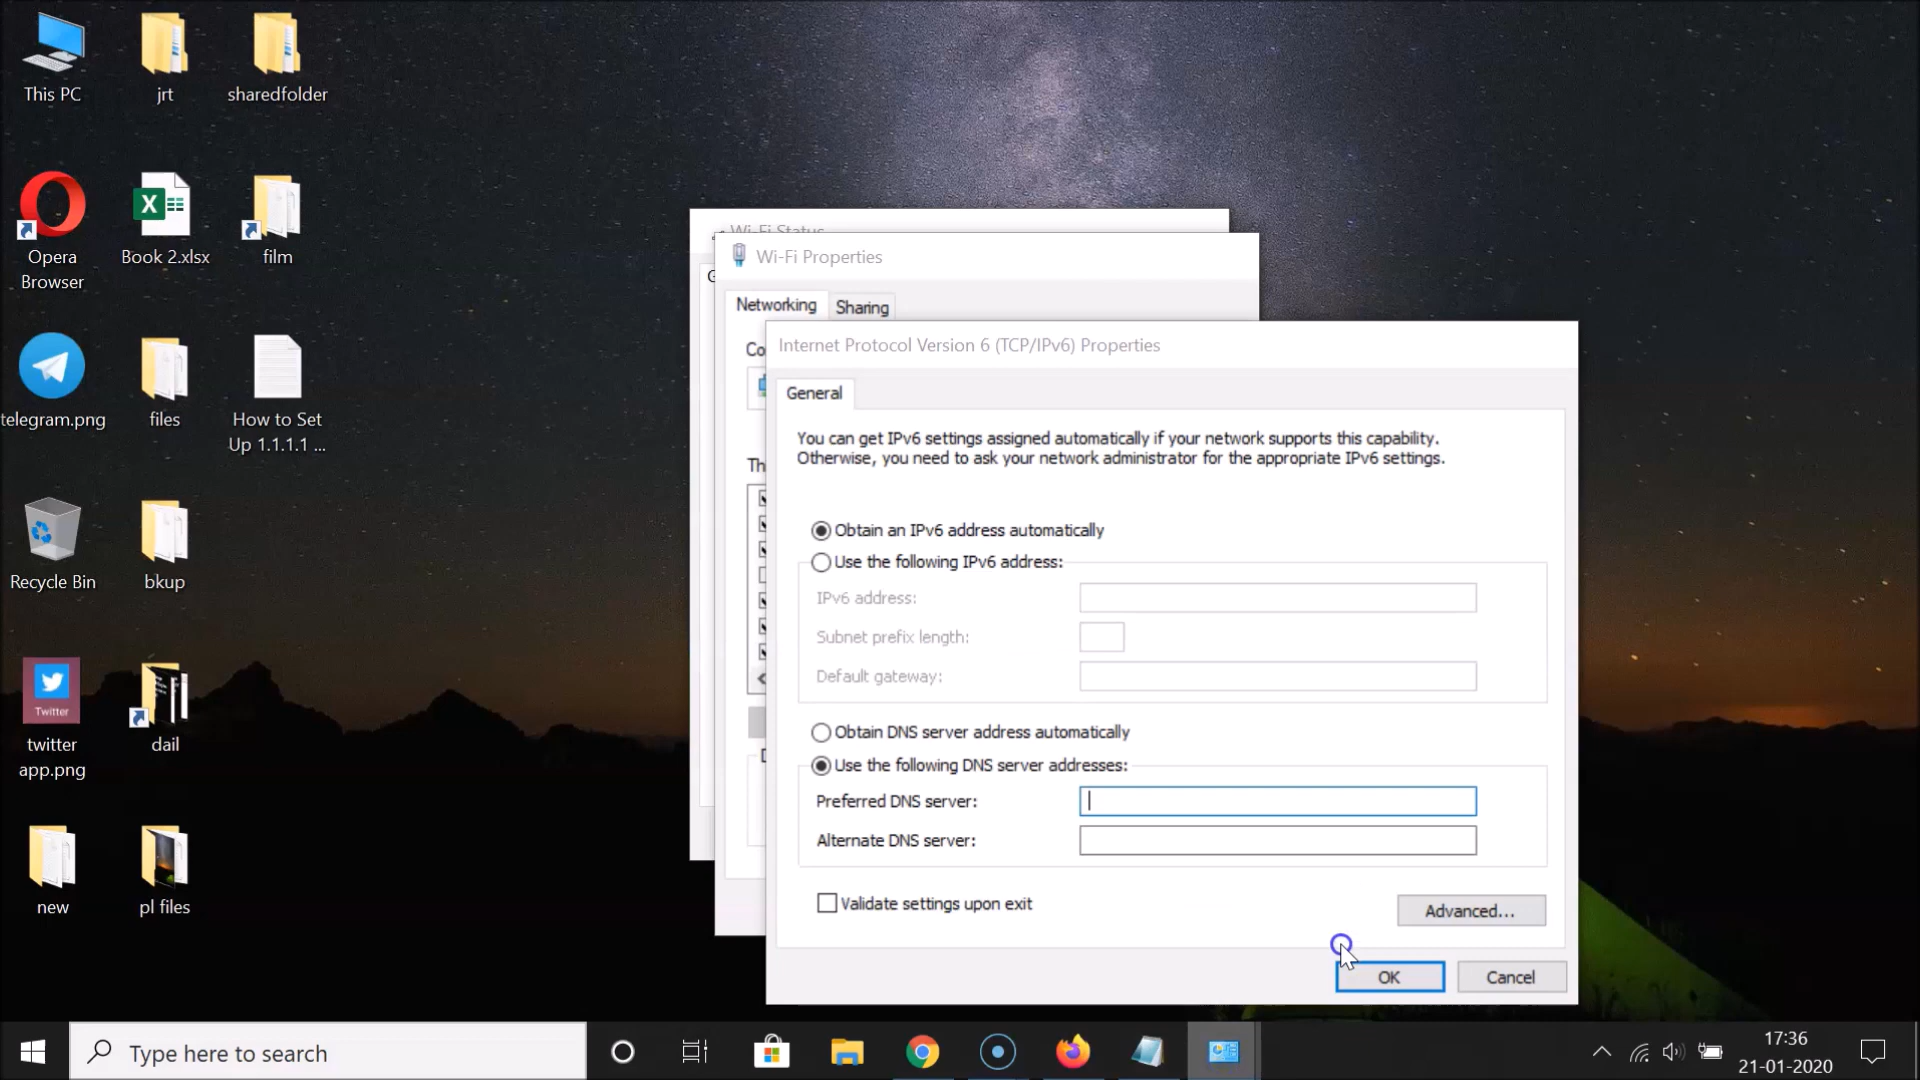 This PC
jrt
sharedfolder
Opera
Browser
Book 2.xlsx
film
telegram.png
files
How to Set
Up 1.1.1.1 ...
Recycle Bin
bkup
Twitter
twitter
app.png
dail
new
pl files
Wi-Fi Status
Wi-Fi Properties
Networking
Sharing
Co
Th
Internet Protocol Version 6 (TCP/IPv6) Properties
General
You can get IPv6 settings assigned automatically if your network supports this capability.
Otherwise, you need to ask your network administrator for the appropriate IPv6 settings.
Obtain an IPv6 address automatically
Use the following IPv6 address:
IPv6 address:
Subnet prefix length:
Default gateway:
Obtain DNS server address automatically
Use the following DNS server addresses:
Preferred DNS server:
Alternate DNS server:
Validate settings upon exit
Advanced...
OK
Cancel
Type here to search
17:36
21-01-2020